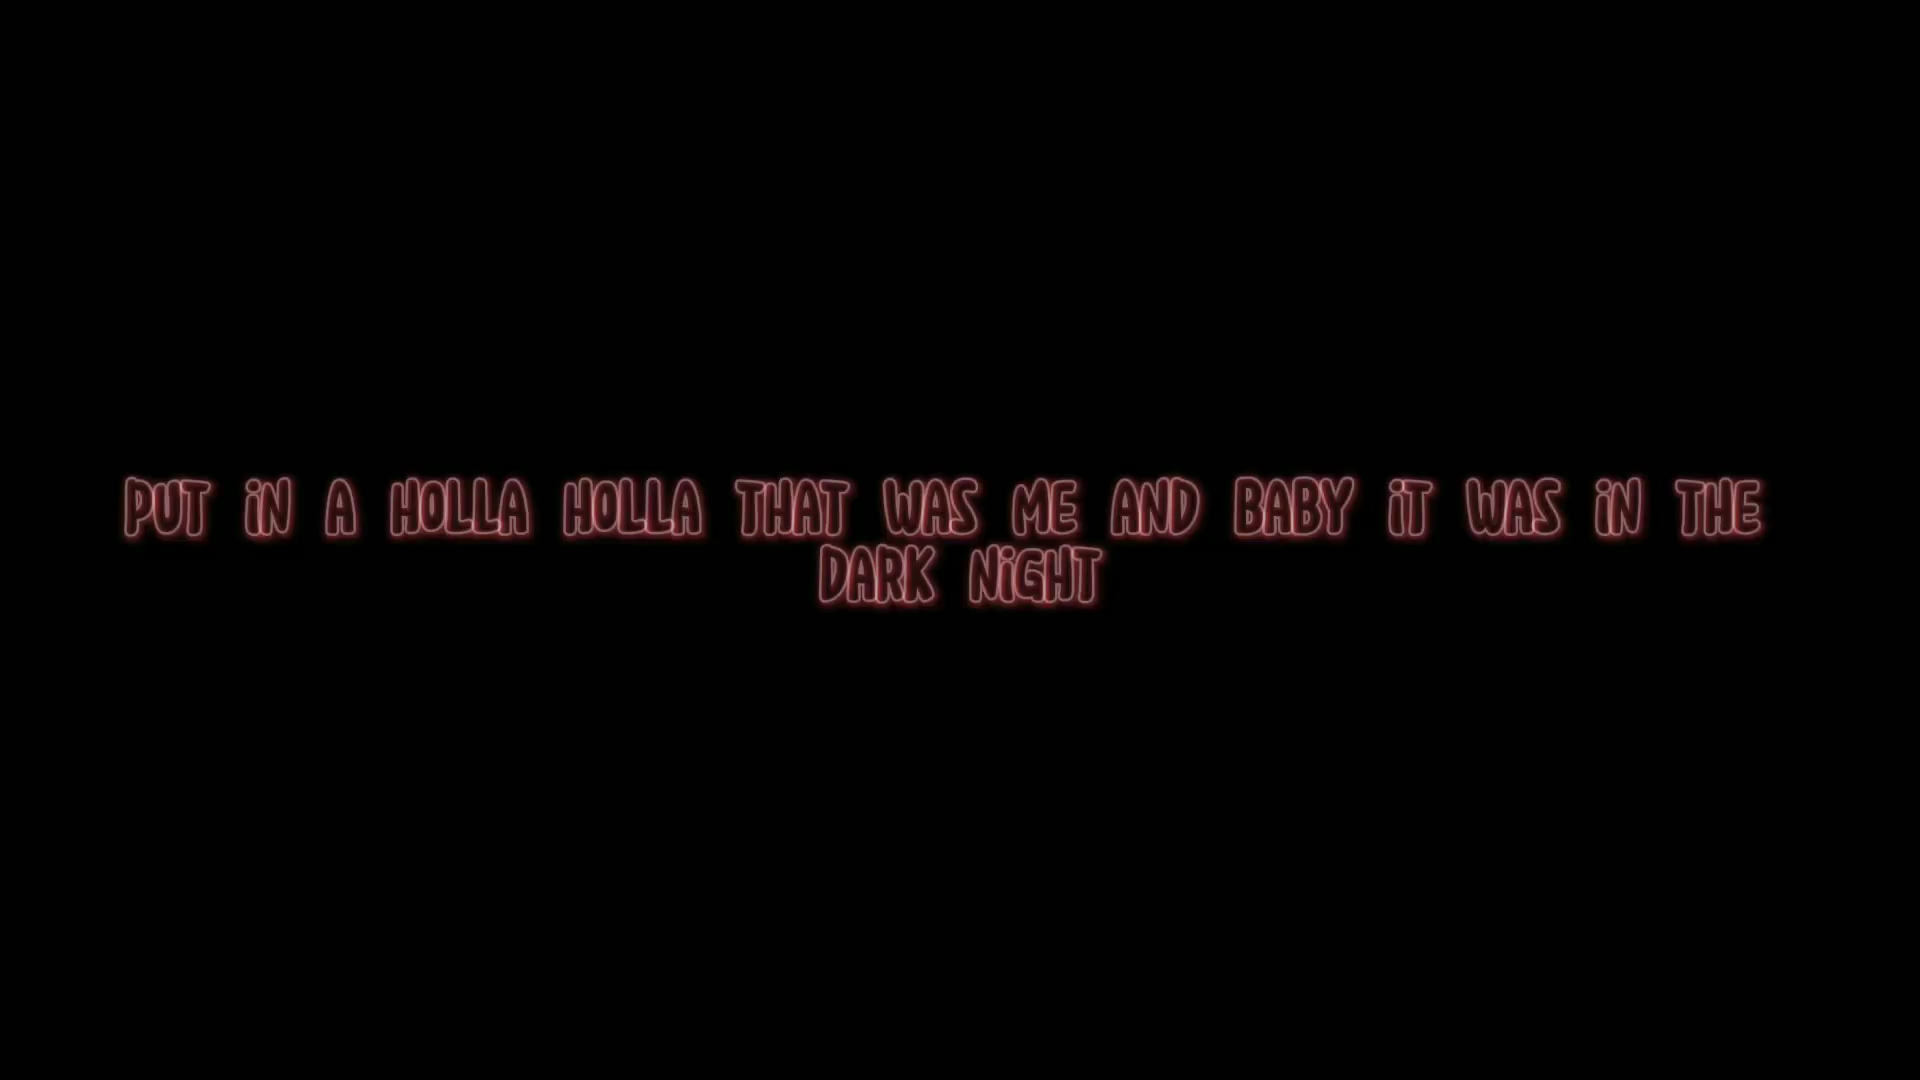 PUT iN A HOLLA HOLLA THAT WAS ME AND BABY iT WAS iN THE
DARK NiGHT